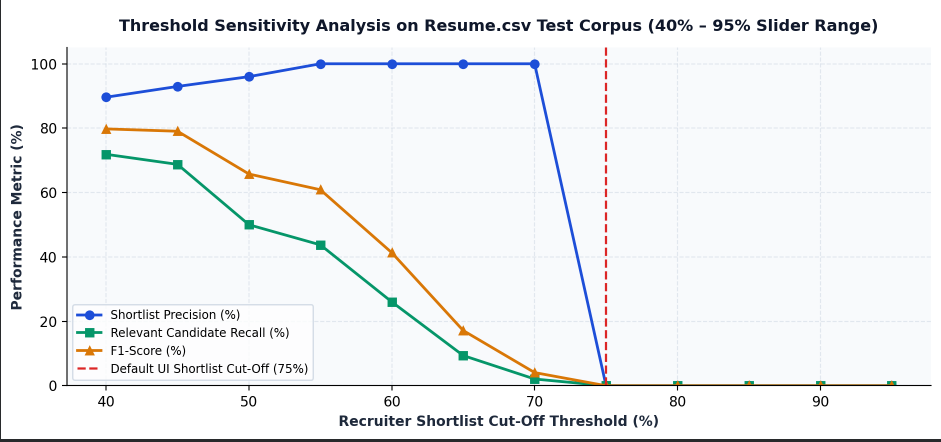 Threshold Sensitivity Analysis on Resume.csv Test Corpus (40% – 95% Slider Range)
Performance Metric (%)
100
80
60
40
20
0
Shortlist Precision (%)
Relevant Candidate Recall (%)
F1-Score (%)
Default UI Shortlist Cut-Off (75%)
40 50 60 70 80 90
Recruiter Shortlist Cut-Off Threshold (%)